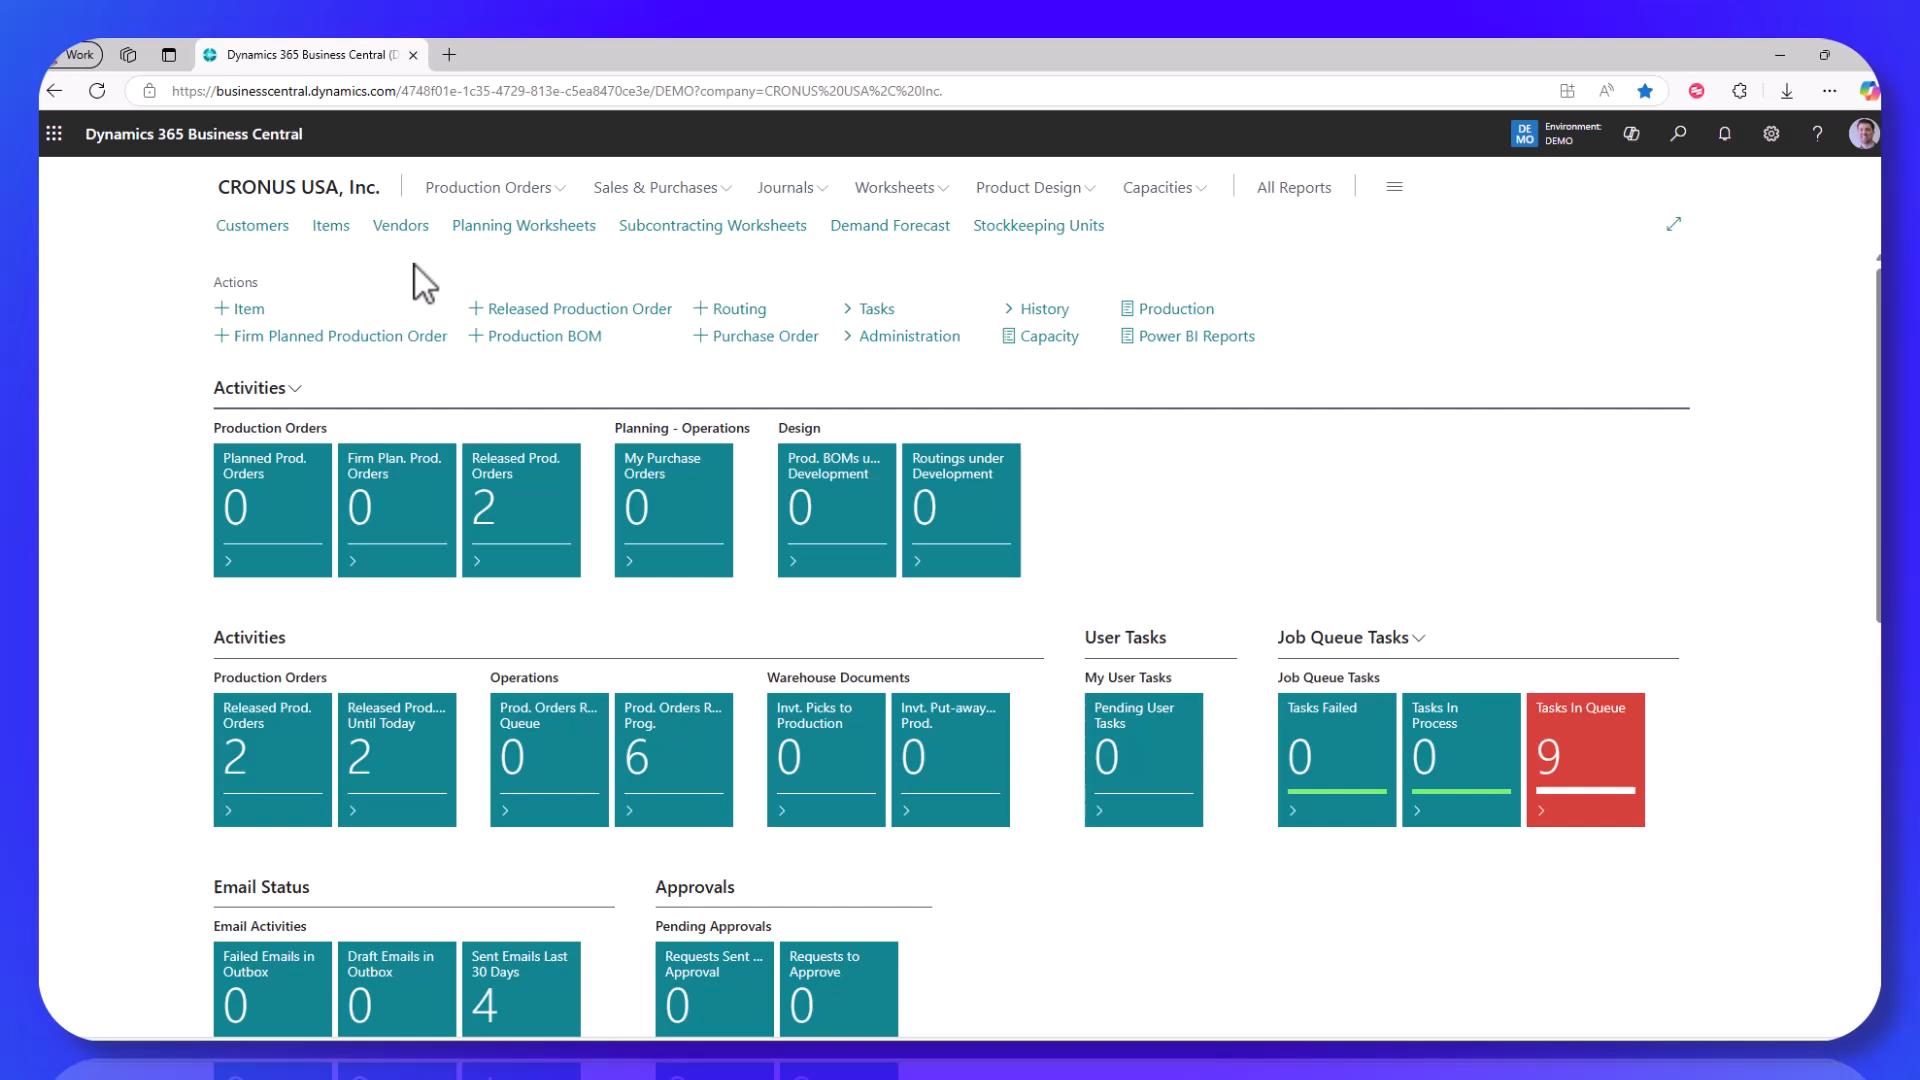 Work
Dynamics 365 Business Central (D
https://businesscentral.dynamics.com/4748f01e-1c35-4729-813e-c5ea8470ce3e/DEMO?company=CRONUS%20USA%2C%20Inc.
Dynamics 365 Business Central
DE MO
Environment:
DEMO
CRONUS USA, Inc.
Production Orders
Sales & Purchases
Journals
Worksheets
Product Design
Capacities
All Reports
Customers
Items
Vendors
Planning Worksheets
Subcontracting Worksheets
Demand Forecast
Stockkeeping Units
Actions
+ Item
+ Released Production Order
+ Routing
> Tasks
> History
Production
+ Firm Planned Production Order
+ Production BOM
+ Purchase Order
> Administration
Capacity
Power BI Reports
Activities
Production Orders
Planning - Operations
Design
Planned Prod.
Orders
0
Firm Plan. Prod.
Orders
0
Released Prod.
Orders
2
My Purchase
Orders
0
Prod. BOMs u...
Development
0
Routings under
Development
0
Activities
User Tasks
Job Queue Tasks
Production Orders
Operations
Warehouse Documents
My User Tasks
Job Queue Tasks
Released Prod.
Orders
2
Released Prod....
Until Today
2
Prod. Orders R...
Queue
0
Prod. Orders R...
Prog.
6
Invt. Picks to
Production
0
Invt. Put-away...
Prod.
0
Pending User
Tasks
0
Tasks Failed
0
Tasks In
Process
0
Tasks In Queue
9
Email Status
Approvals
Email Activities
Pending Approvals
Failed Emails in
Outbox
0
Draft Emails in
Outbox
0
Sent Emails Last
30 Days
4
Requests Sent ...
Approval
0
Requests to
Approve
0